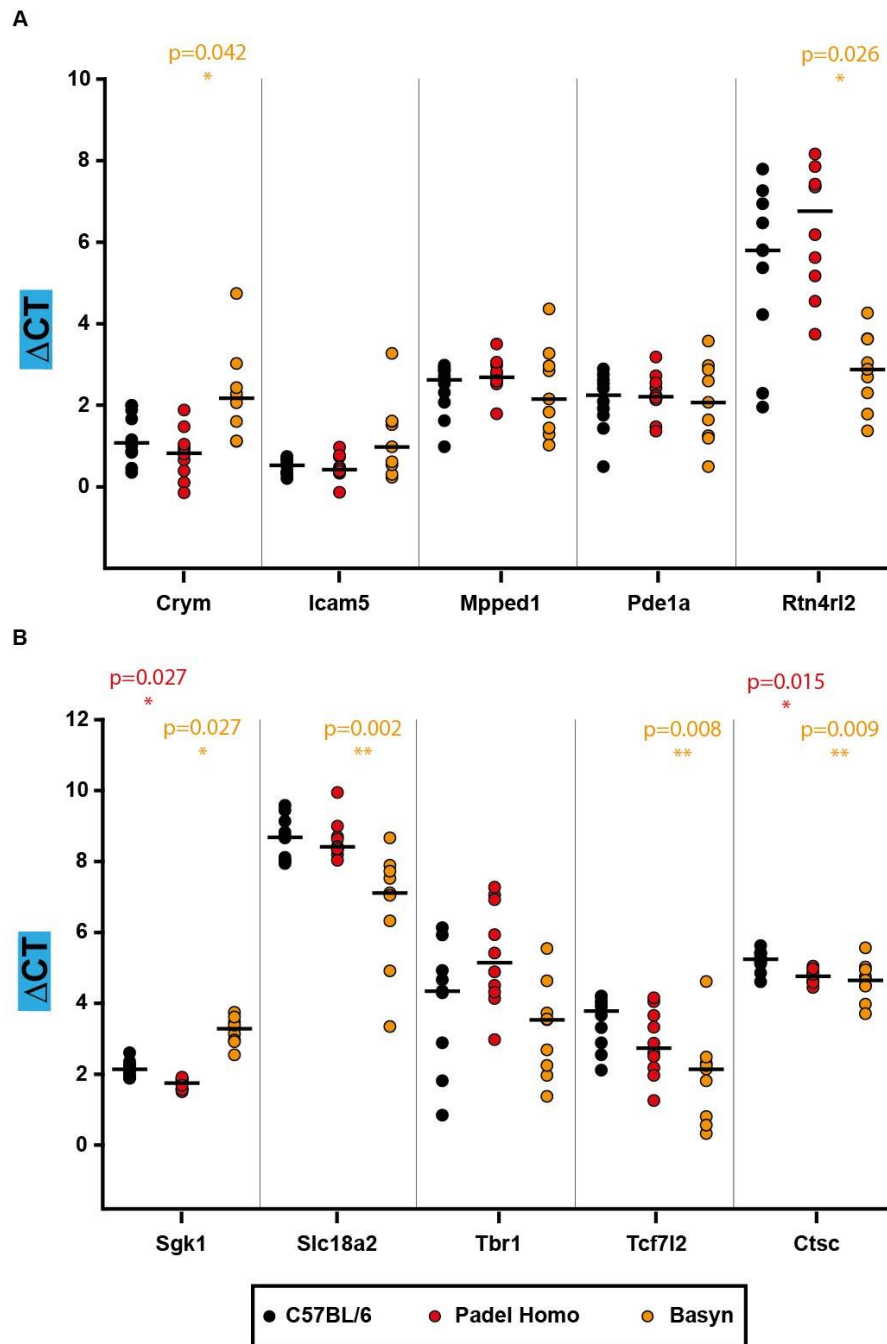 A
p=0.042
*
p=0.026
*
10
8
6
4
2
0
ΔCT
Crym Icam5 Mpped1 Pde1a Rtn4rl2
B
p=0.027
*
p=0.015
*
p=0.027
*
p=0.002
**
p=0.008
**
p=0.009
**
12
10
8
6
4
2
0
ΔCT
Sgk1 Slc18a2 Tbr1 Tcf7l2 Ctsc
C57BL/6 Padel Homo Basyn